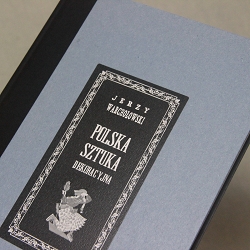 JERZY
WARCHAŁOWSKI
POLSKA
SZTUKA
DEKORACYJNA